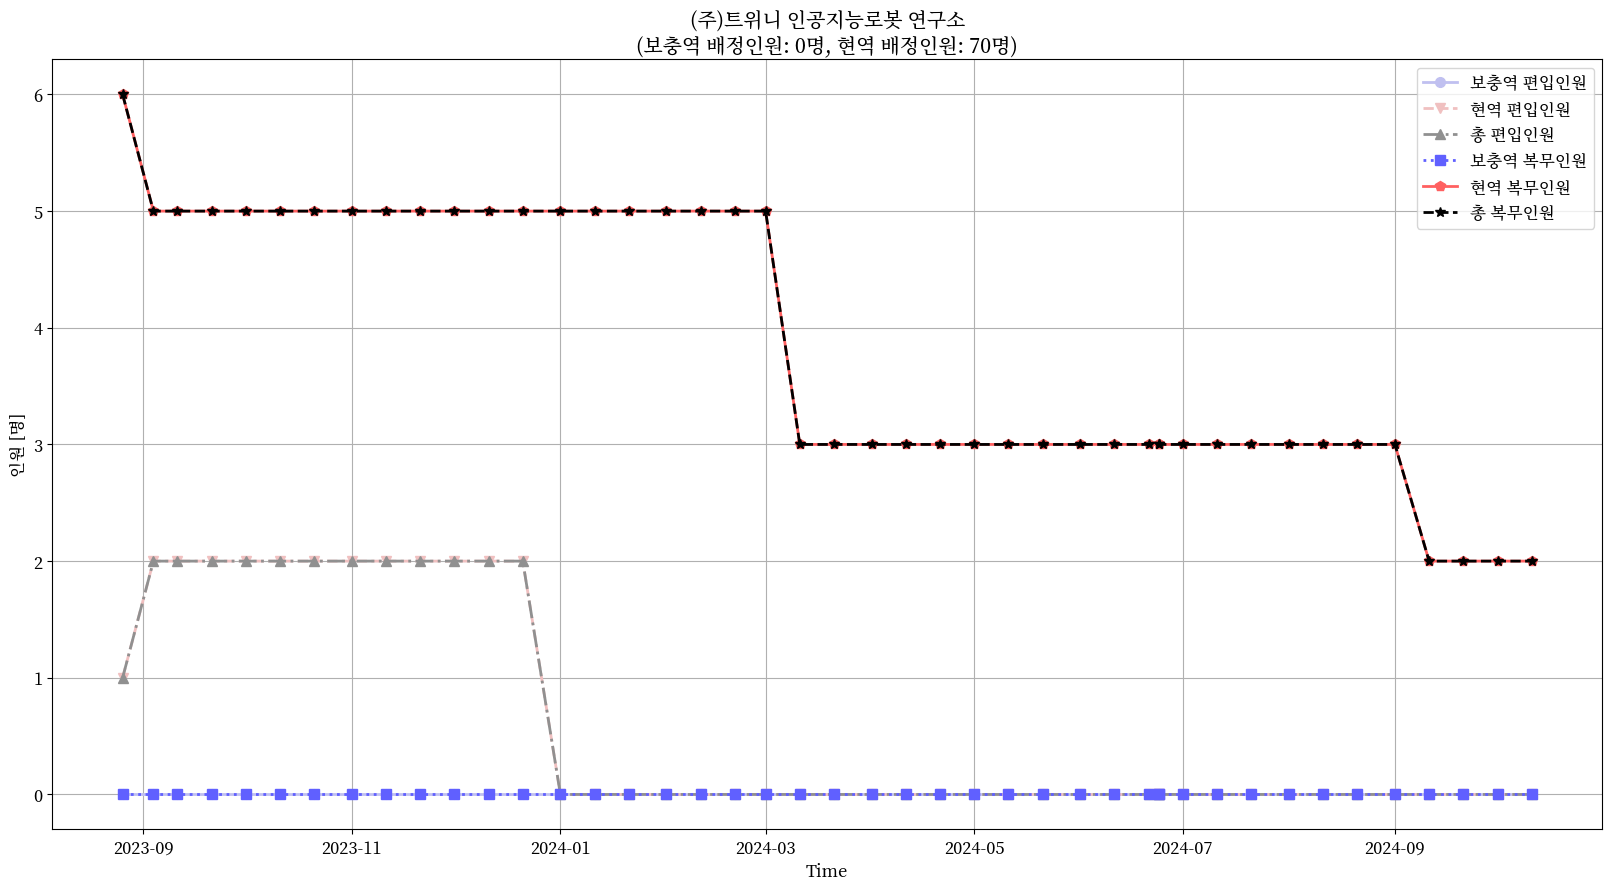 (주)트위니 인공지능로봇 연구소
(보충역 배정인원: 0명, 현역 배정인원: 70명)
보충역 편입인원
현역 편입인원
총 편입인원
보충역 복무인원
현역 복무인원
총 복무인원
인원 [명]
6
5
4
3
2
1
0
2023-09
2023-11
2024-01
2024-03
2024-05
2024-07
2024-09
Time